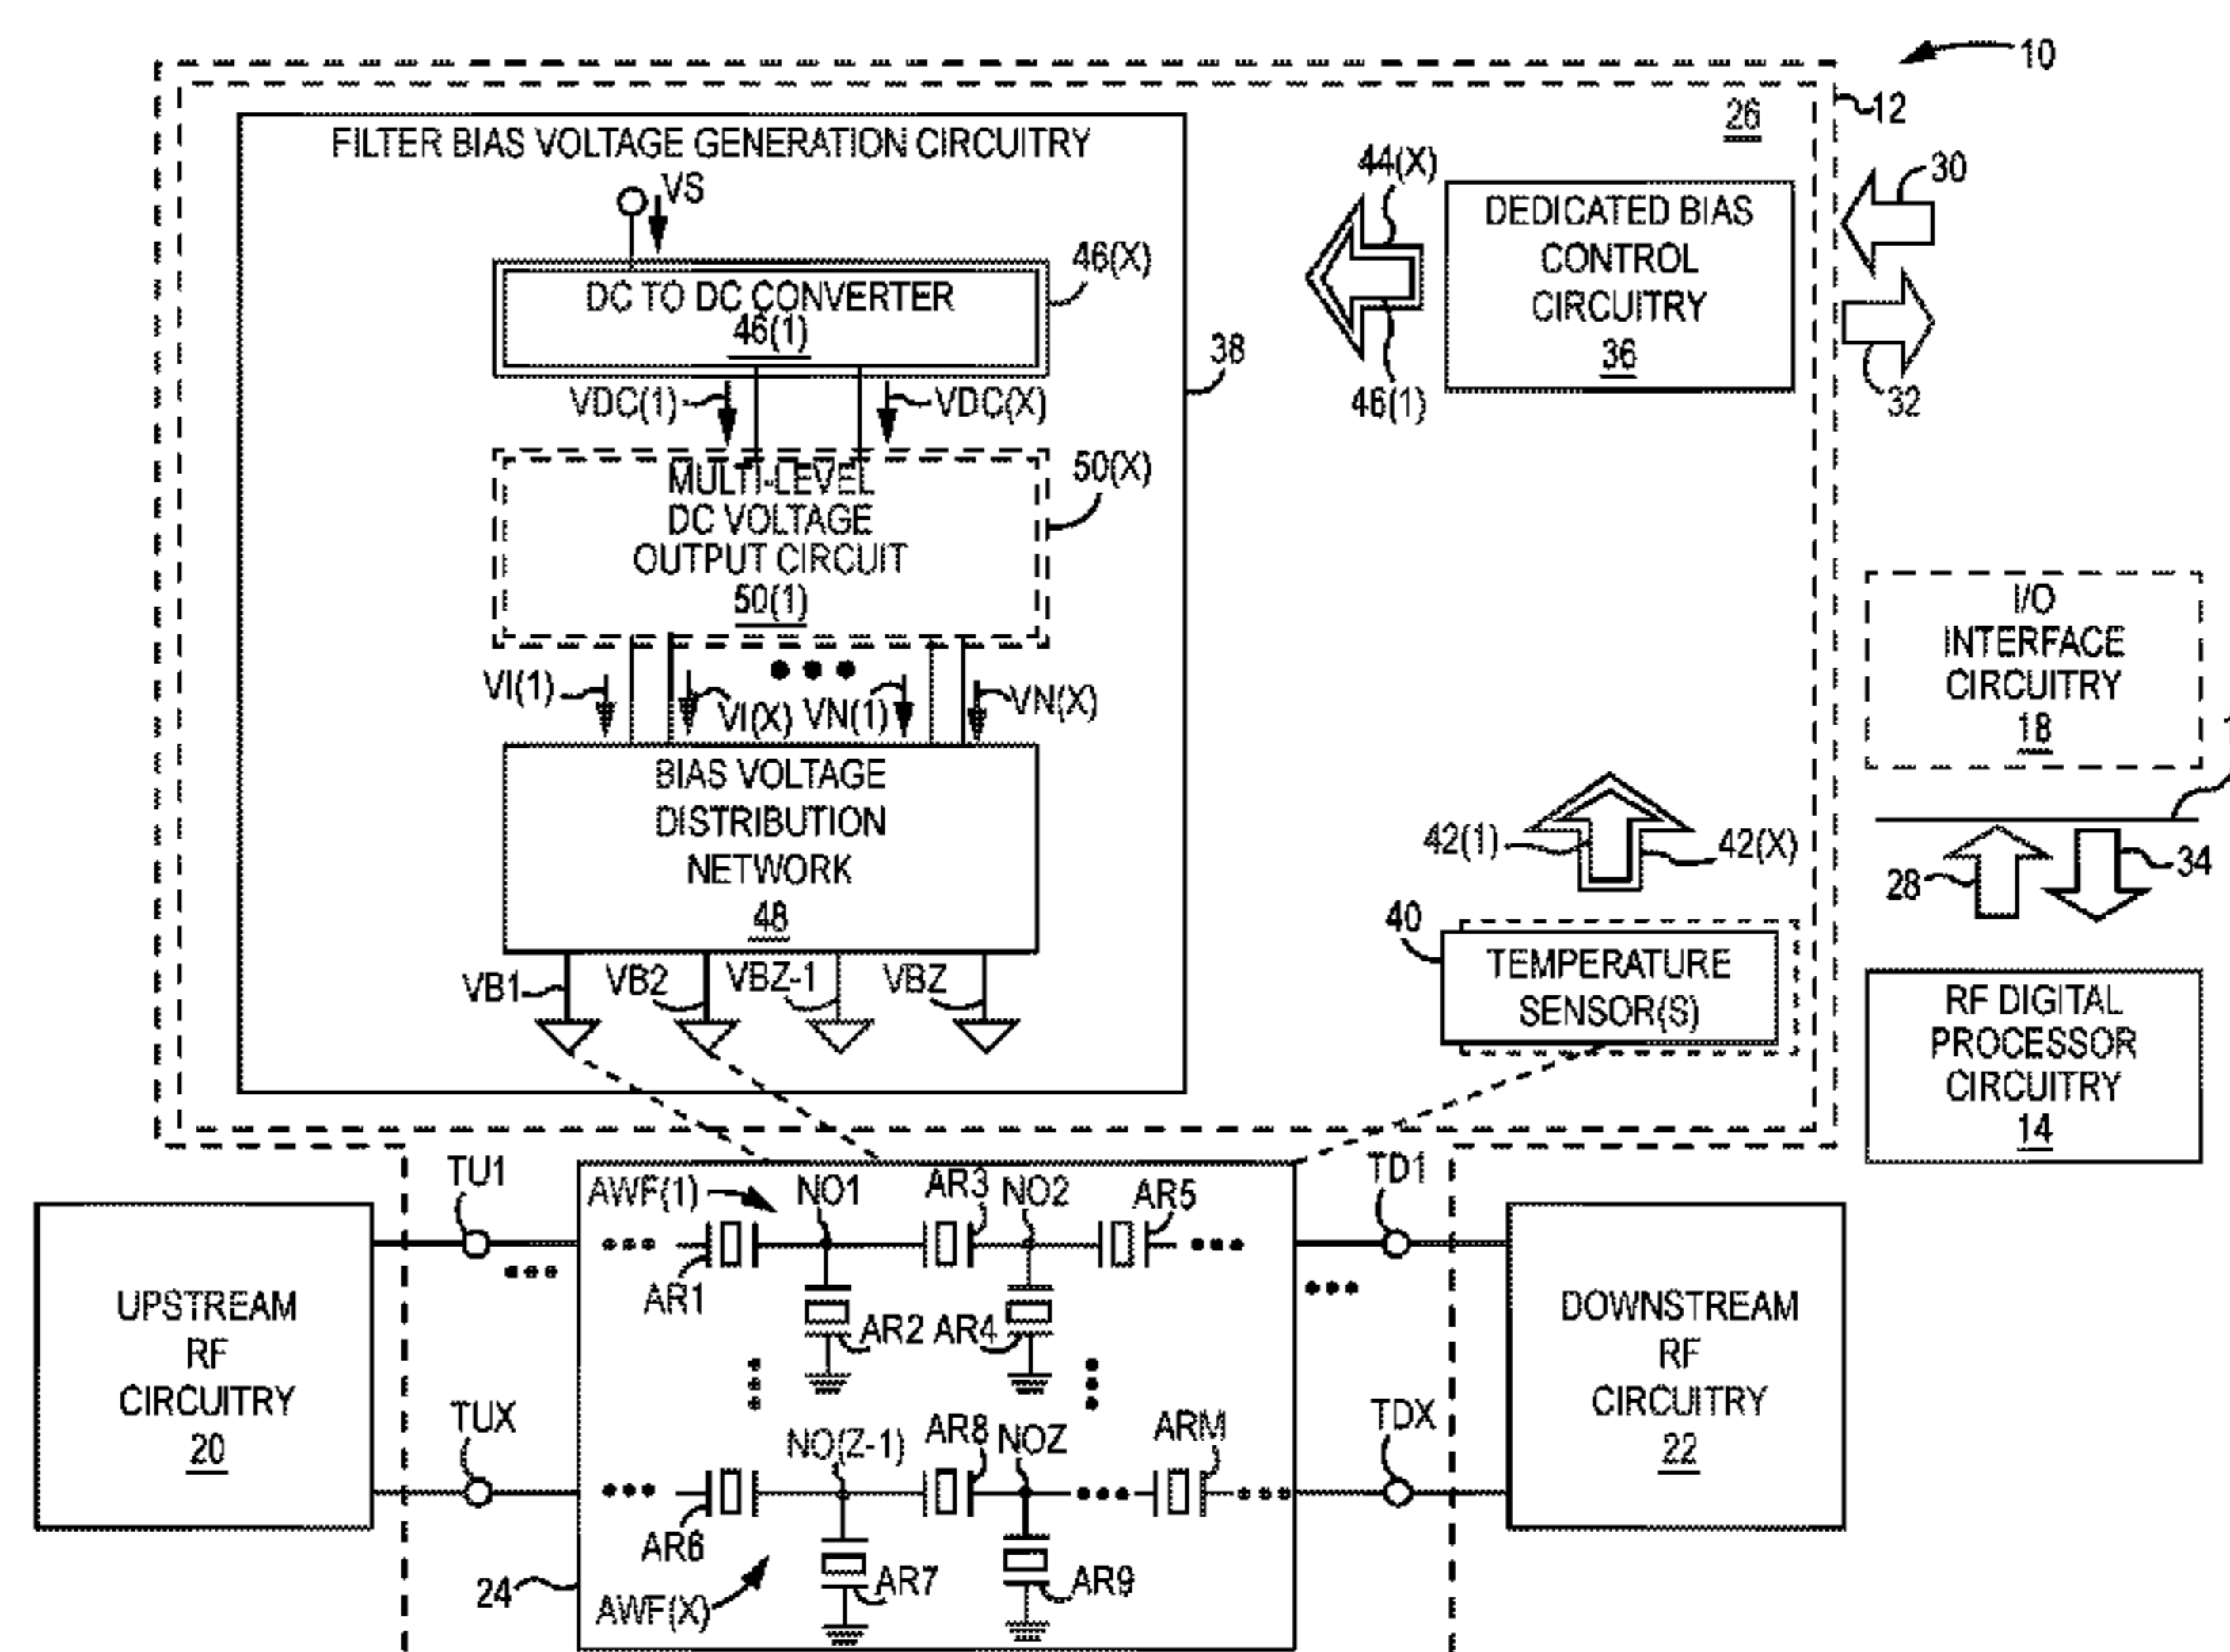 10
12
26
FILTER BIAS VOLTAGE GENERATION CIRCUITRY
VS
DC TO DC CONVERTER
46(1)
46(X)
38
VDC(1)
VDC(X)
MULTI-LEVEL
DC VOLTAGE
OUTPUT CIRCUIT
50(1)
50(X)
VI(1)
VI(X)
VN(1)
VN(X)
BIAS VOLTAGE
DISTRIBUTION
NETWORK
48
VB1
VB2
VBZ-1
VBZ
44(X)
46(1)
DEDICATED BIAS
CONTROL
CIRCUITRY
36
30
32
I/O
INTERFACE
CIRCUITRY
18
28
34
42(1)
42(X)
40
TEMPERATURE
SENSOR(S)
RF DIGITAL
PROCESSOR
CIRCUITRY
14
UPSTREAM
RF
CIRCUITRY
20
TU1
TUX
AWF(1)
NO1
AR3
NO2
AR5
AR1
AR2
AR4
NO(Z-1)
AR8
NOZ
ARM
AR6
AR7
AR9
AWF(X)
24
TD1
TDX
DOWNSTREAM
RF
CIRCUITRY
22